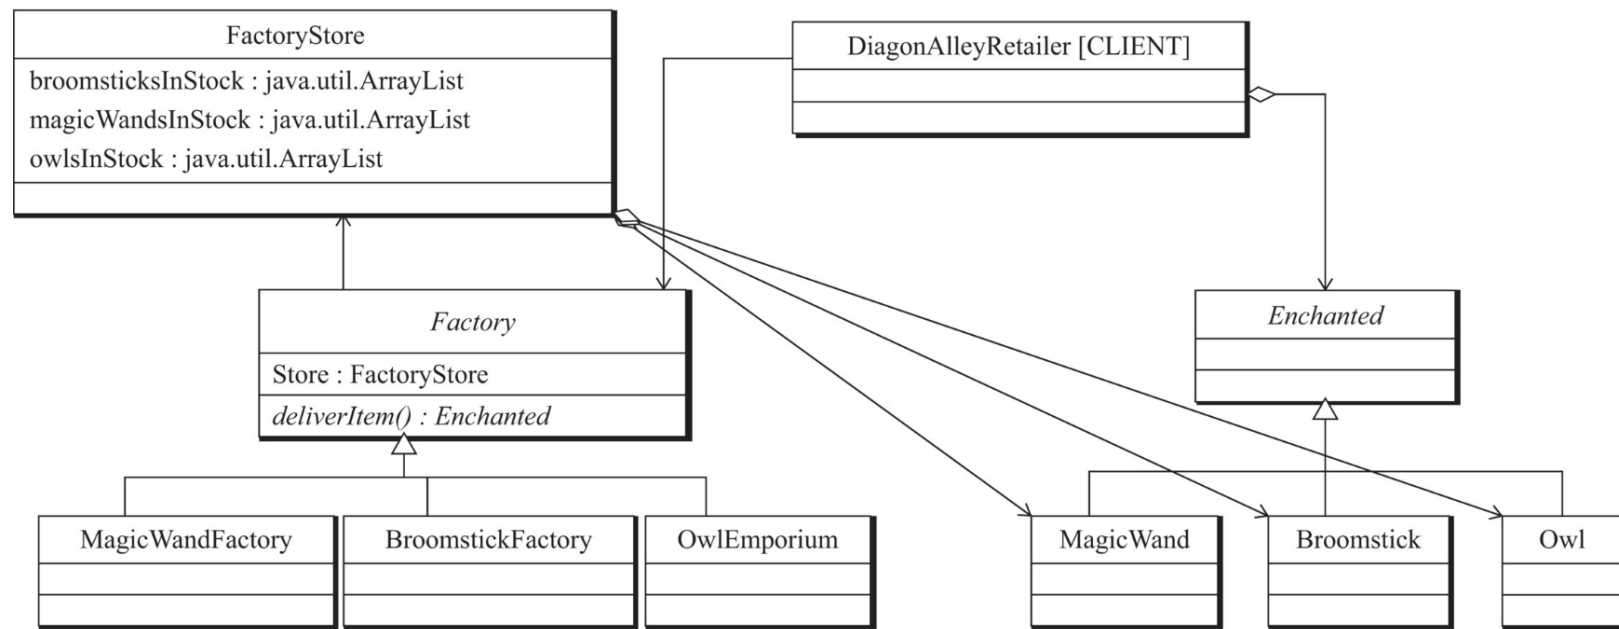 FactoryStore
broomsticksInStock : java.util.ArrayList
magicWandsInStock : java.util.ArrayList
owlsInStock : java.util.ArrayList
DiagonAlleyRetailer [CLIENT]
Factory
Store : FactoryStore
deliverItem() : Enchanted
Enchanted
MagicWandFactory
BroomstickFactory
OwlEmporium
MagicWand
Broomstick
Owl